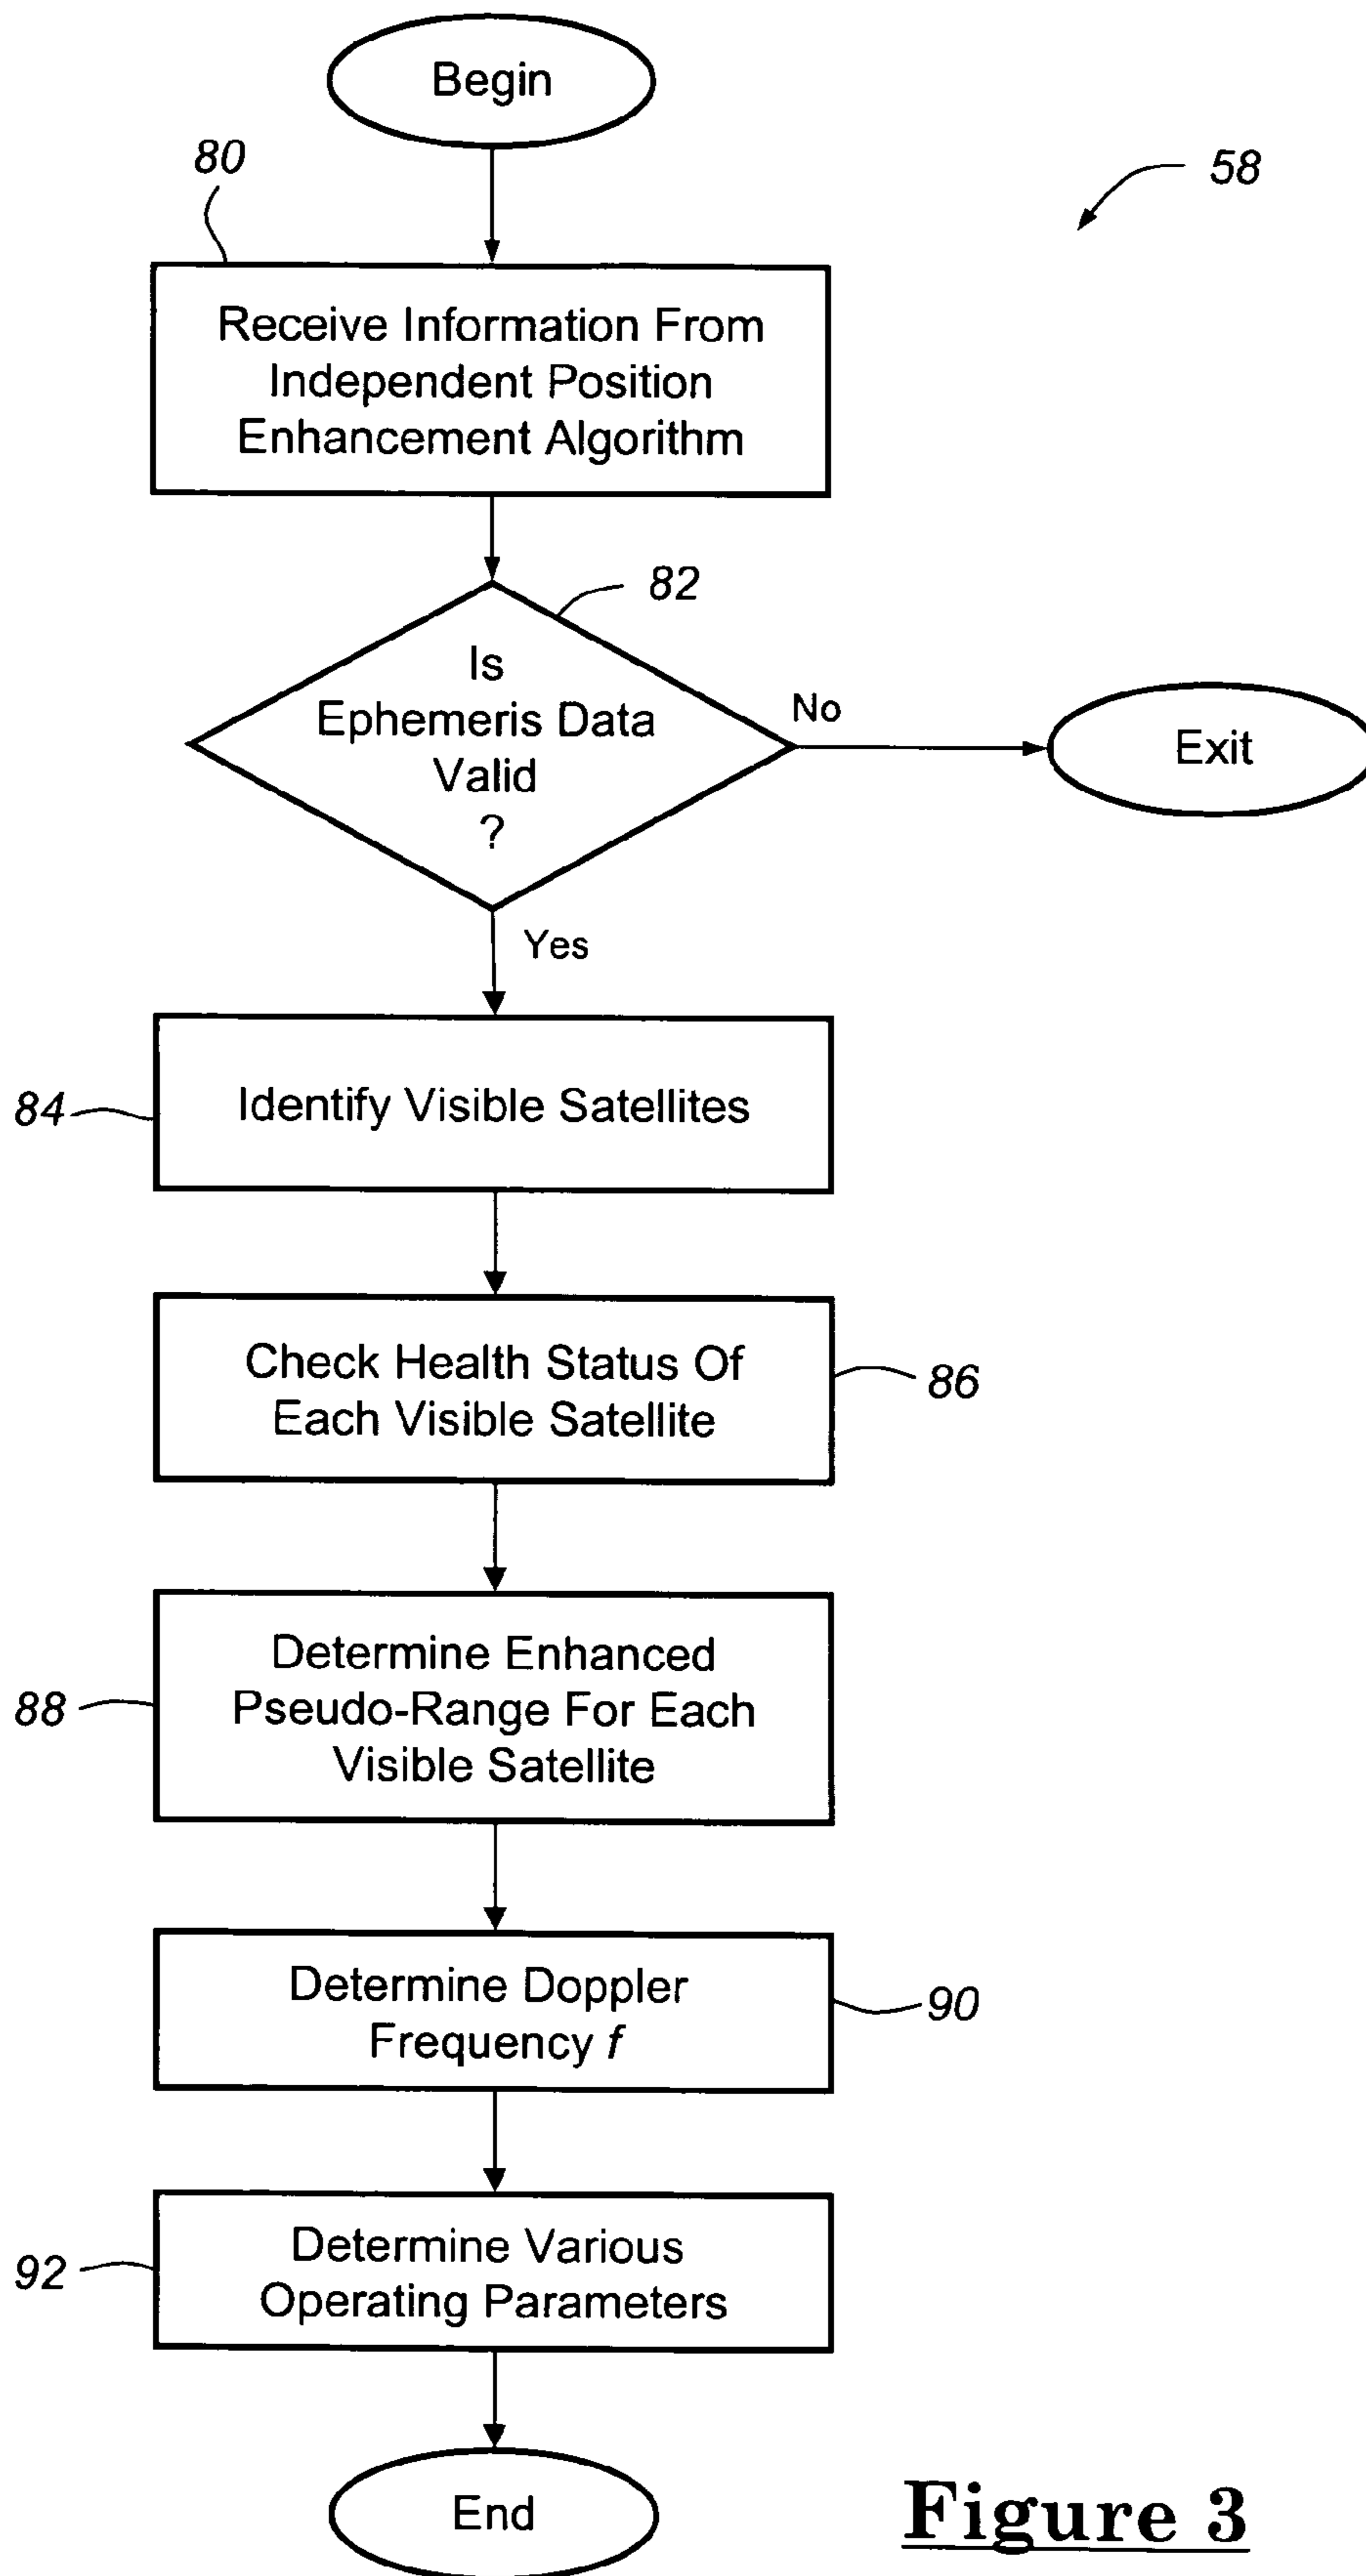 Begin
80
58
Receive Information From
Independent Position
Enhancement Algorithm
82
Is
Ephemeris Data
Valid
?
No
Exit
Yes
84
Identify Visible Satellites
Check Health Status Of
Each Visible Satellite
86
Determine Enhanced
Pseudo-Range For Each
Visible Satellite
88
Determine Doppler
Frequency f
90
Determine Various
Operating Parameters
92
End
Figure 3